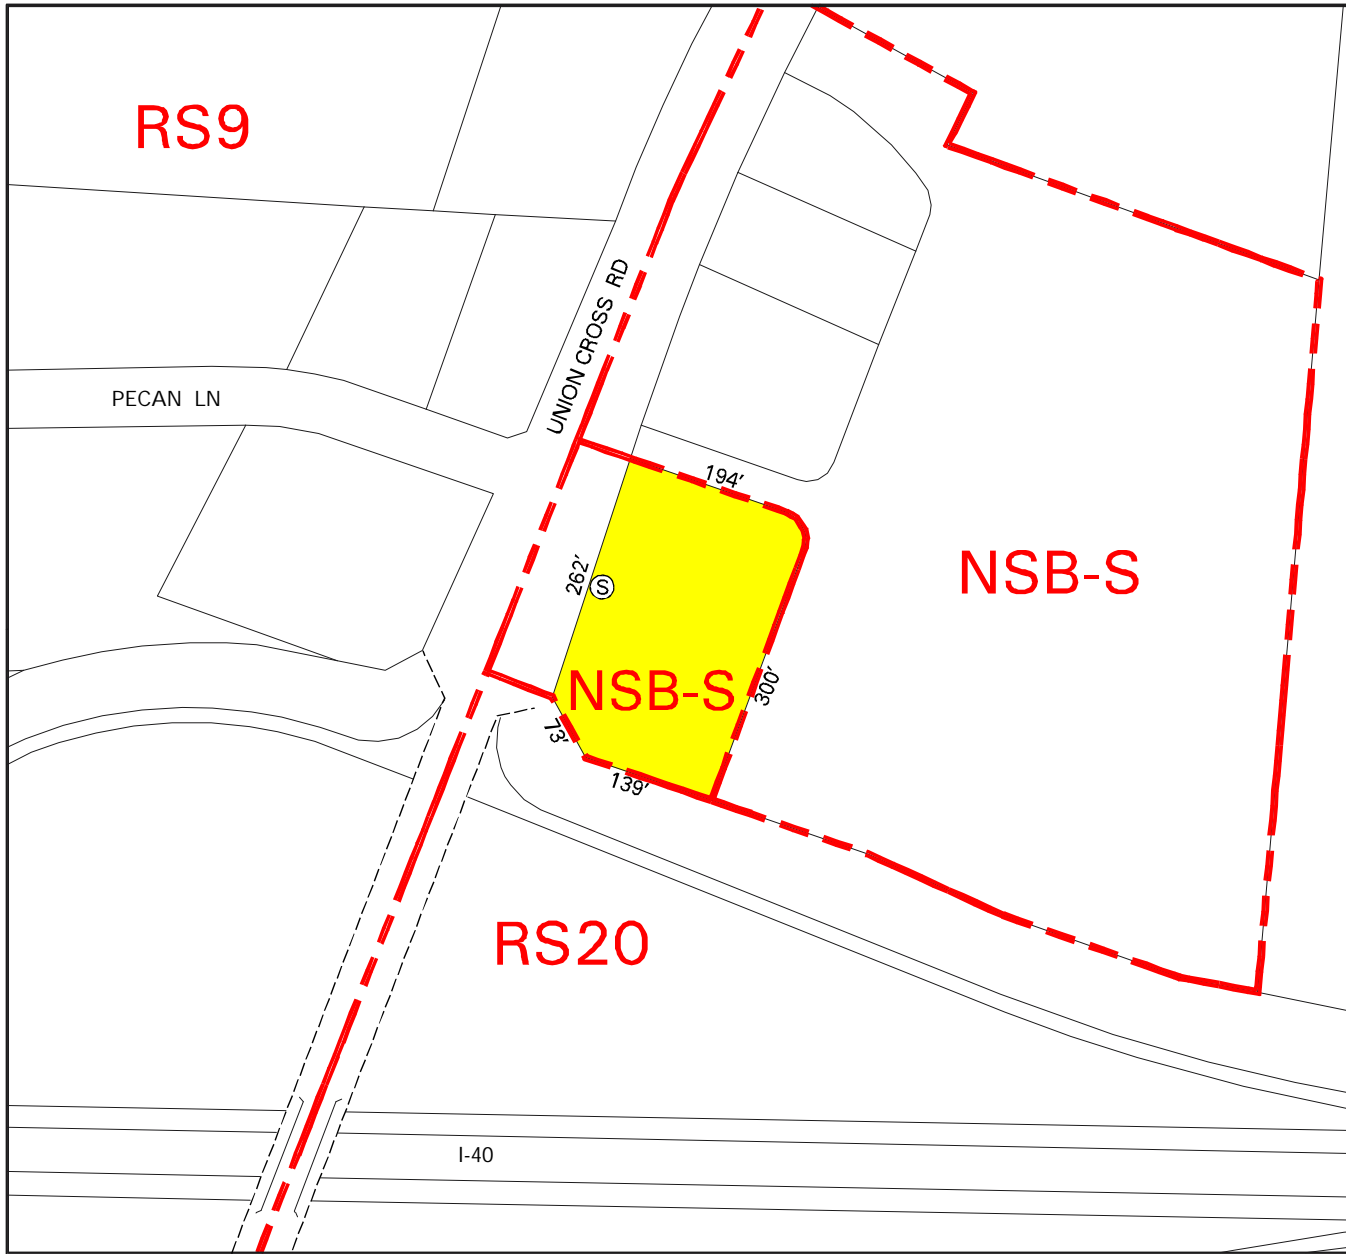 RS9
UNION CROSS RD
PECAN LN
194'
262'
S
NSB-S
NSB-S
300'
73'
139'
RS20
I-40